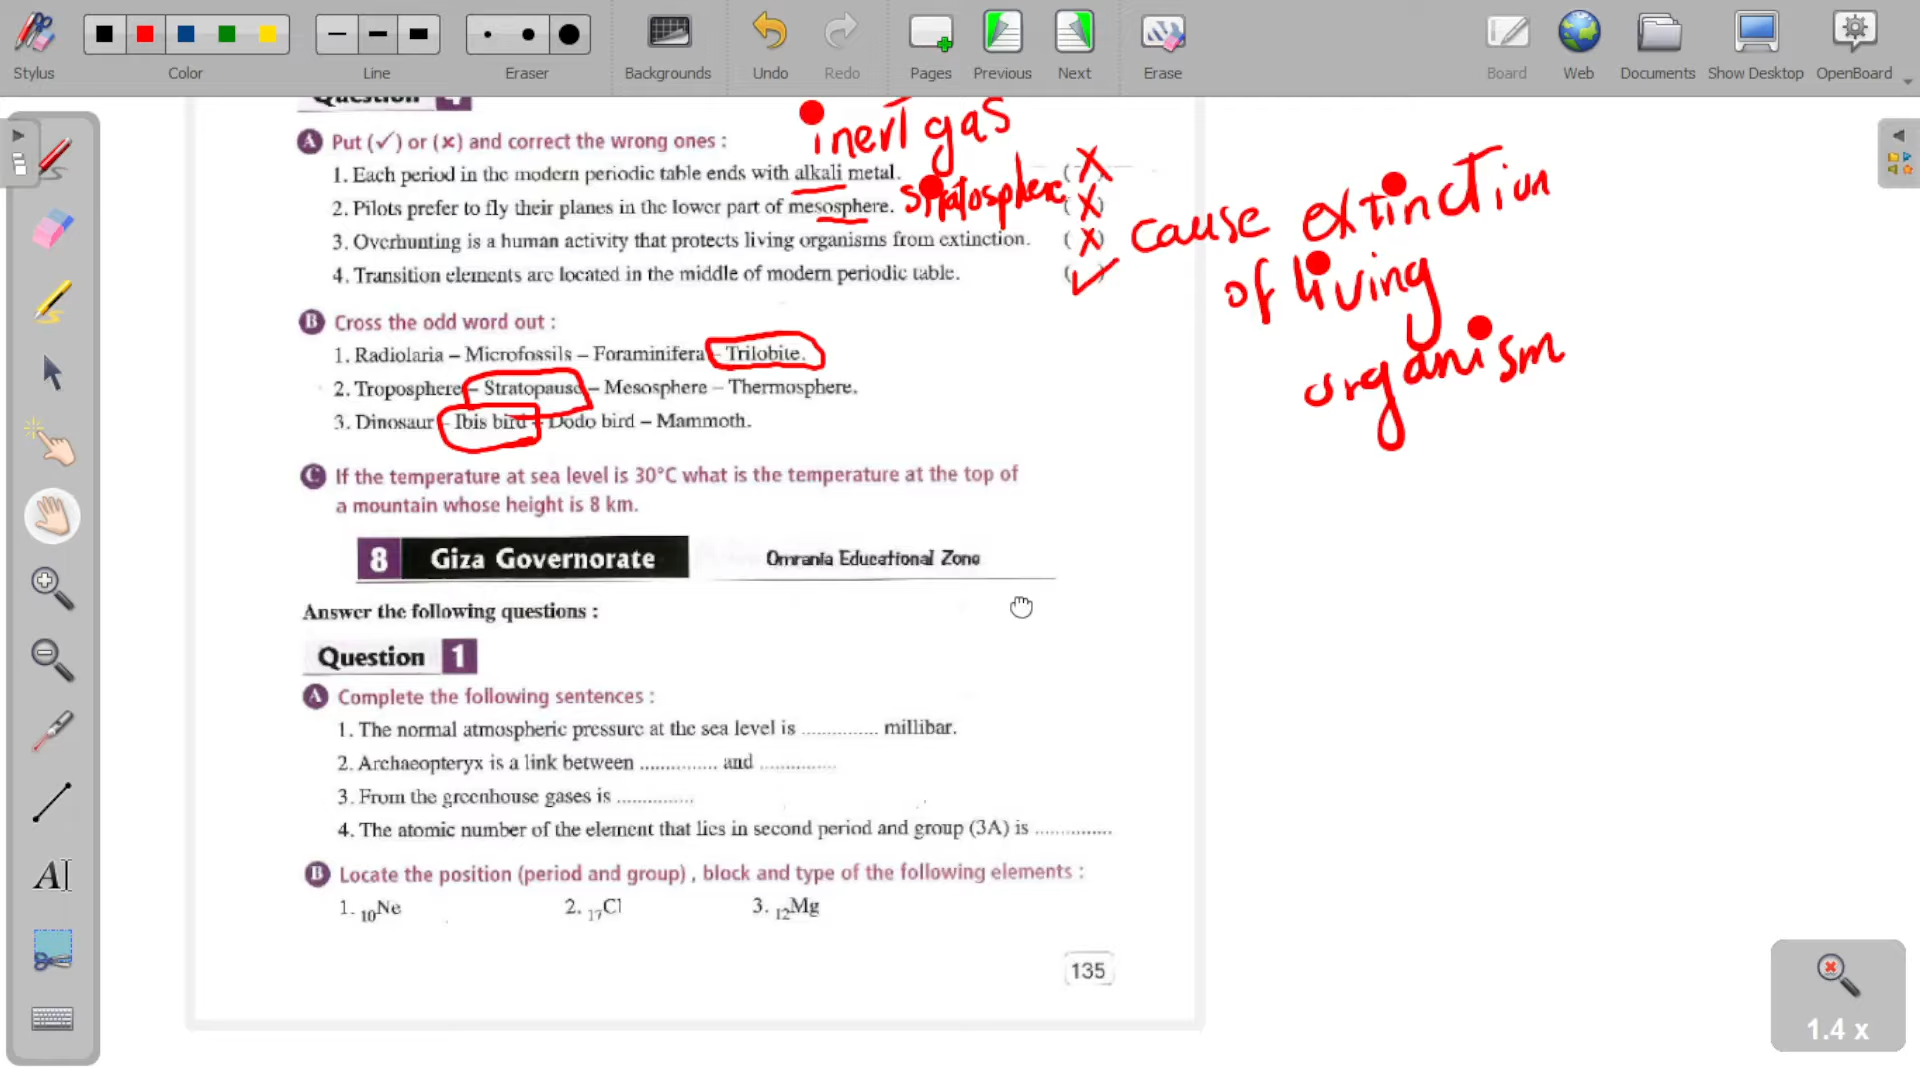 Stylus
Color
Line
Eraser
Backgrounds
Undo
Redo
Pages
Previous
Next
Erase
Board
Web
Documents
Show Desktop
OpenBoard
Question 4
inert gas
A Put (✓) or (×) and correct the wrong ones :
1. Each period in the modern periodic table ends with alkali metal. ( X )
2. Pilots prefer to fly their planes in the lower part of mesosphere. stratosphere ( X )
3. Overhunting is a human activity that protects living organisms from extinction. ( X )
4. Transition elements are located in the middle of modern periodic table. ( ✓ )
cause extinction
of living
organism
B Cross the odd word out :
1. Radiolaria – Microfossils – Foraminifera – Trilobite.
2. Troposphere – Stratopause – Mesosphere – Thermosphere.
3. Dinosaur – Ibis bird – Dodo bird – Mammoth.
C If the temperature at sea level is 30°C what is the temperature at the top of
a mountain whose height is 8 km.
8 Giza Governorate Omrania Educational Zone
Answer the following questions :
Question 1
A Complete the following sentences :
1. The normal atmospheric pressure at the sea level is .............. millibar.
2. Archaeopteryx is a link between .............. and ..............
3. From the greenhouse gases is ..............
4. The atomic number of the element that lies in second period and group (3A) is ..............
B Locate the position (period and group) , block and type of the following elements :
1. ₁₀Ne 2. ₁₇Cl 3. ₁₂Mg
135
1.4 x